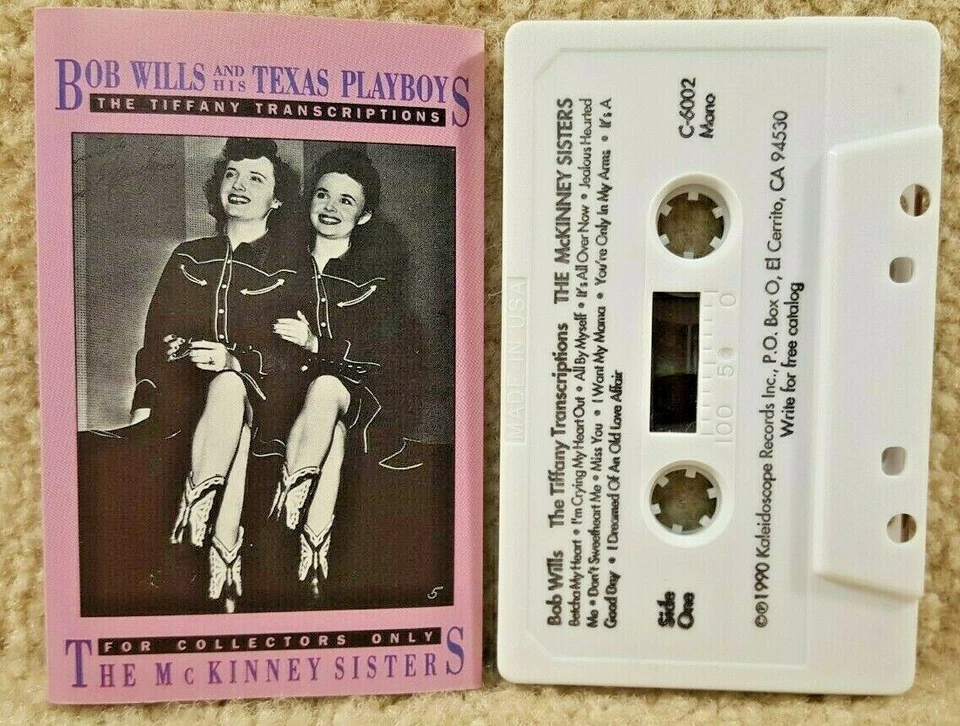 BOB WILLS AND HIS TEXAS PLAYBOYS
THE TIFFANY TRANSCRIPTIONS
5
FOR COLLECTORS ONLY
THE McKINNEY SISTERS
Bob Wills The Tiffany Transcriptions THE McKINNEY SISTERS
Betcha My Heart • I'm Crying My Heart Out • All By Myself • It's All Over Now • Jealous Hearted
Me • Don't Sweetheart Me • Miss You • I Want My Mama • You're Only In My Arms • It's A
Good Day • I Dreamed Of An Old Love Affair
Side
One
C-6002
Mono
MADE IN USA
100 50 0
©℗1990 Kaleidoscope Records Inc., P.O. Box O, El Cerrito, CA 94530
Write for free catalog